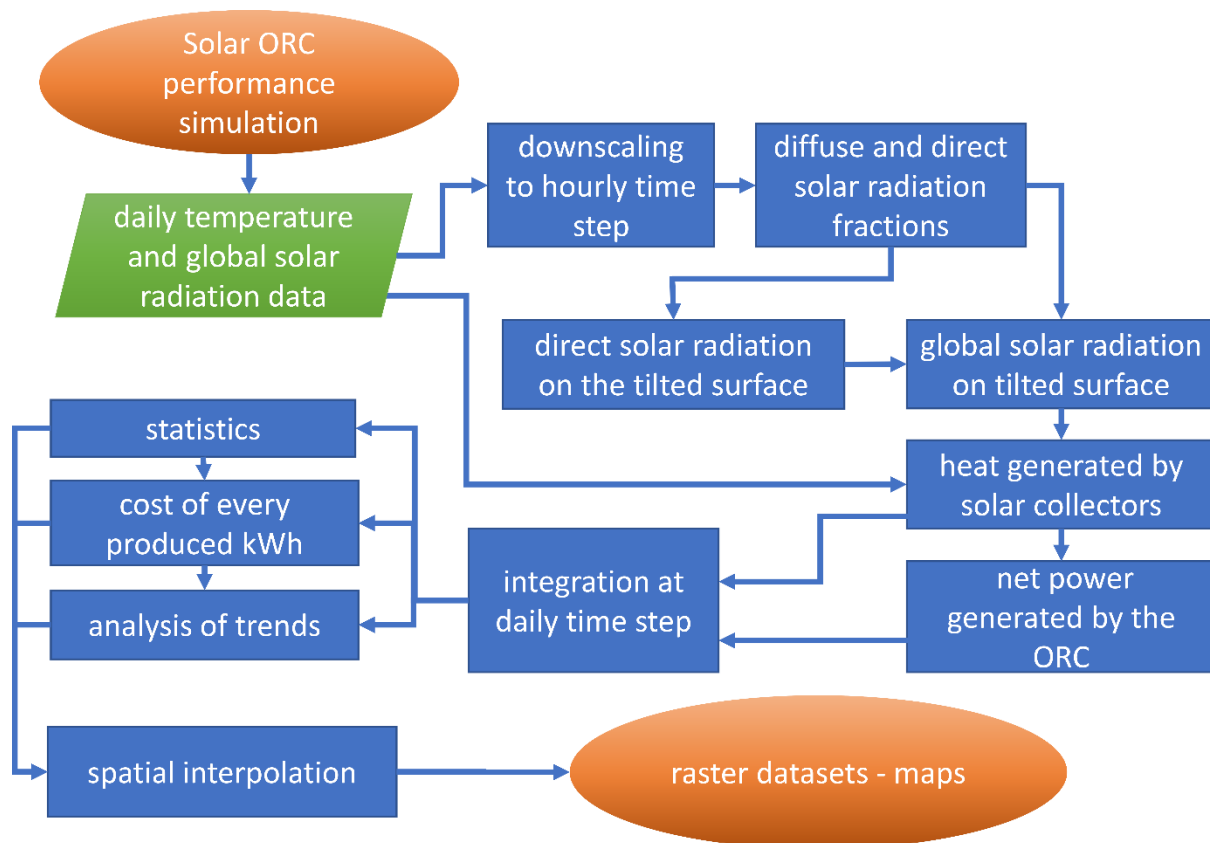 Solar ORC
performance
simulation
daily temperature
and global solar
radiation data
downscaling
to hourly time
step
diffuse and direct
solar radiation
fractions
direct solar radiation
on the tilted surface
global solar radiation
on tilted surface
heat generated by
solar collectors
net power
generated by the
ORC
integration at
daily time step
statistics
cost of every
produced kWh
analysis of trends
spatial interpolation
raster datasets - maps